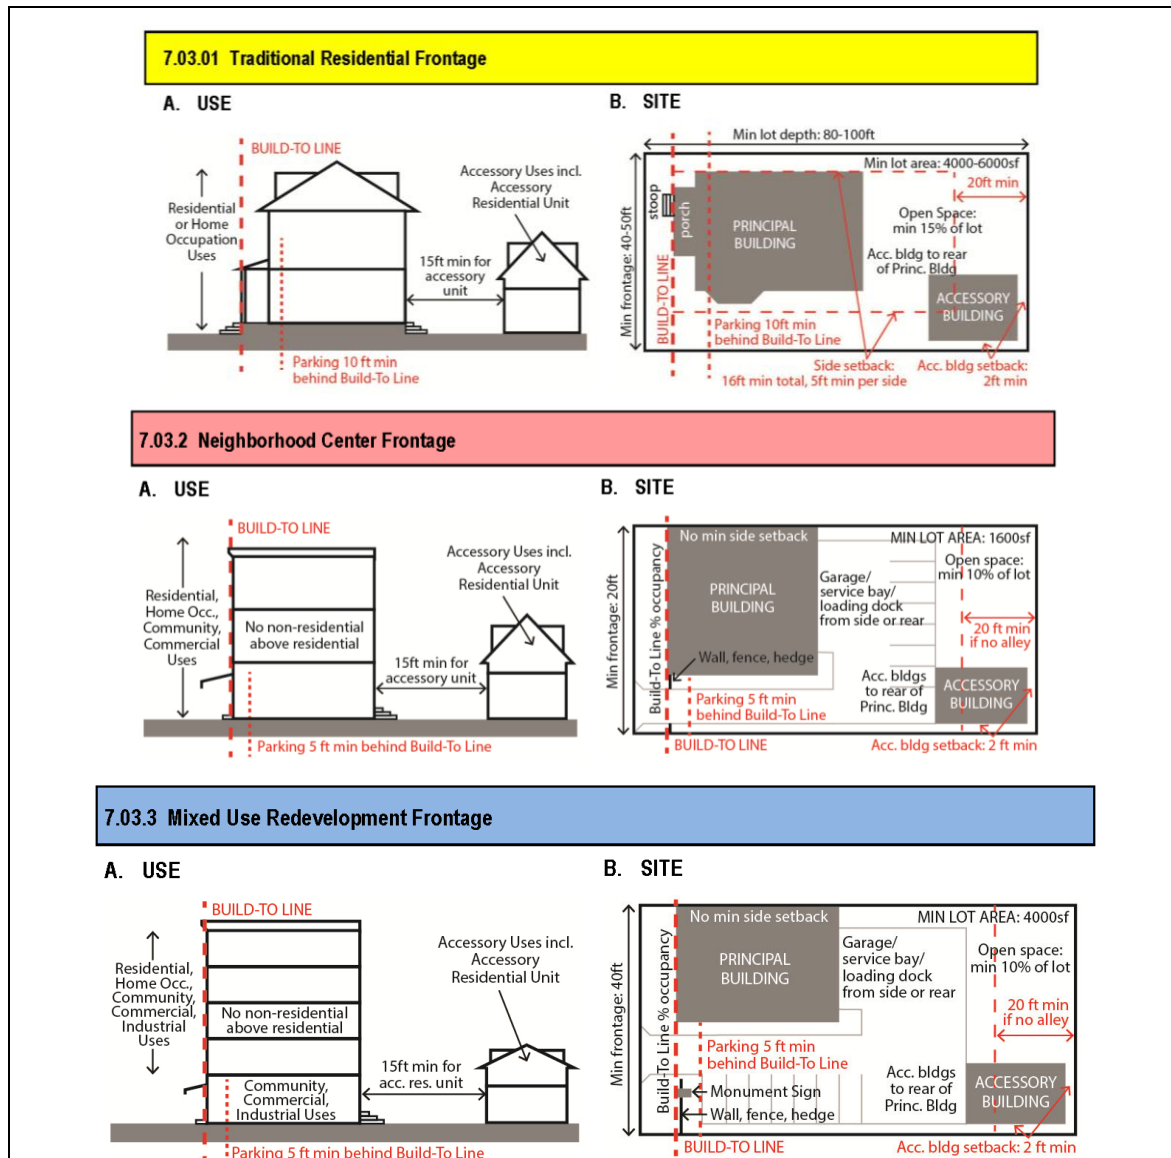 7.03.01 Traditional Residential Frontage
A. USE
BUILD-TO LINE
Residential
or Home
Occupation
Uses
Accessory Uses incl.
Accessory
Residential Unit
15ft min for
accessory
unit
Parking 10 ft min
behind Build-To Line
B. SITE
Min lot depth: 80-100ft
Min lot area: 4000-6000sf
20ft min
Min frontage: 40-50ft
stoop
porch
BUILD-TO LINE
PRINCIPAL
BUILDING
Open Space:
min 15% of lot
Acc. bldg to rear
of Princ. Bldg
ACCESSORY
BUILDING
Parking 10ft min
behind Build-To Line
Side setback:
16ft min total, 5ft min per side
Acc. bldg setback:
2ft min
7.03.2 Neighborhood Center Frontage
A. USE
BUILD-TO LINE
Residential,
Home Occ.,
Community,
Commercial
Uses
No non-residential
above residential
Accessory Uses incl.
Accessory
Residential Unit
15ft min for
accessory unit
Parking 5 ft min behind Build-To Line
B. SITE
Min frontage: 20ft
Build-To Line % occupancy
No min side setback
PRINCIPAL
BUILDING
MIN LOT AREA: 1600sf
Open space:
min 10% of lot
Garage/
service bay/
loading dock
from side or rear
20 ft min
if no alley
Wall, fence, hedge
Parking 5 ft min
behind Build-To Line
Acc. bldgs
to rear of
Princ. Bldg
ACCESSORY
BUILDING
BUILD-TO LINE
Acc. bldg setback: 2 ft min
7.03.3 Mixed Use Redevelopment Frontage
A. USE
BUILD-TO LINE
Residential,
Home Occ.,
Community,
Commercial,
Industrial
Uses
No non-residential
above residential
Community,
Commercial,
Industrial Uses
Accessory Uses incl.
Accessory
Residential Unit
15ft min for
acc. res. unit
Parking 5 ft min behind Build-To Line
B. SITE
Min frontage: 40ft
Build-To Line % occupancy
No min side setback
PRINCIPAL
BUILDING
MIN LOT AREA: 4000sf
Garage/
service bay/
loading dock
from side or rear
Open space:
min 10% of lot
20 ft min
if no alley
Parking 5 ft min
behind Build-To Line
Monument Sign
Wall, fence, hedge
Acc. bldgs
to rear of
Princ. Bldg
ACCESSORY
BUILDING
BUILD-TO LINE
Acc. bldg setback: 2 ft min